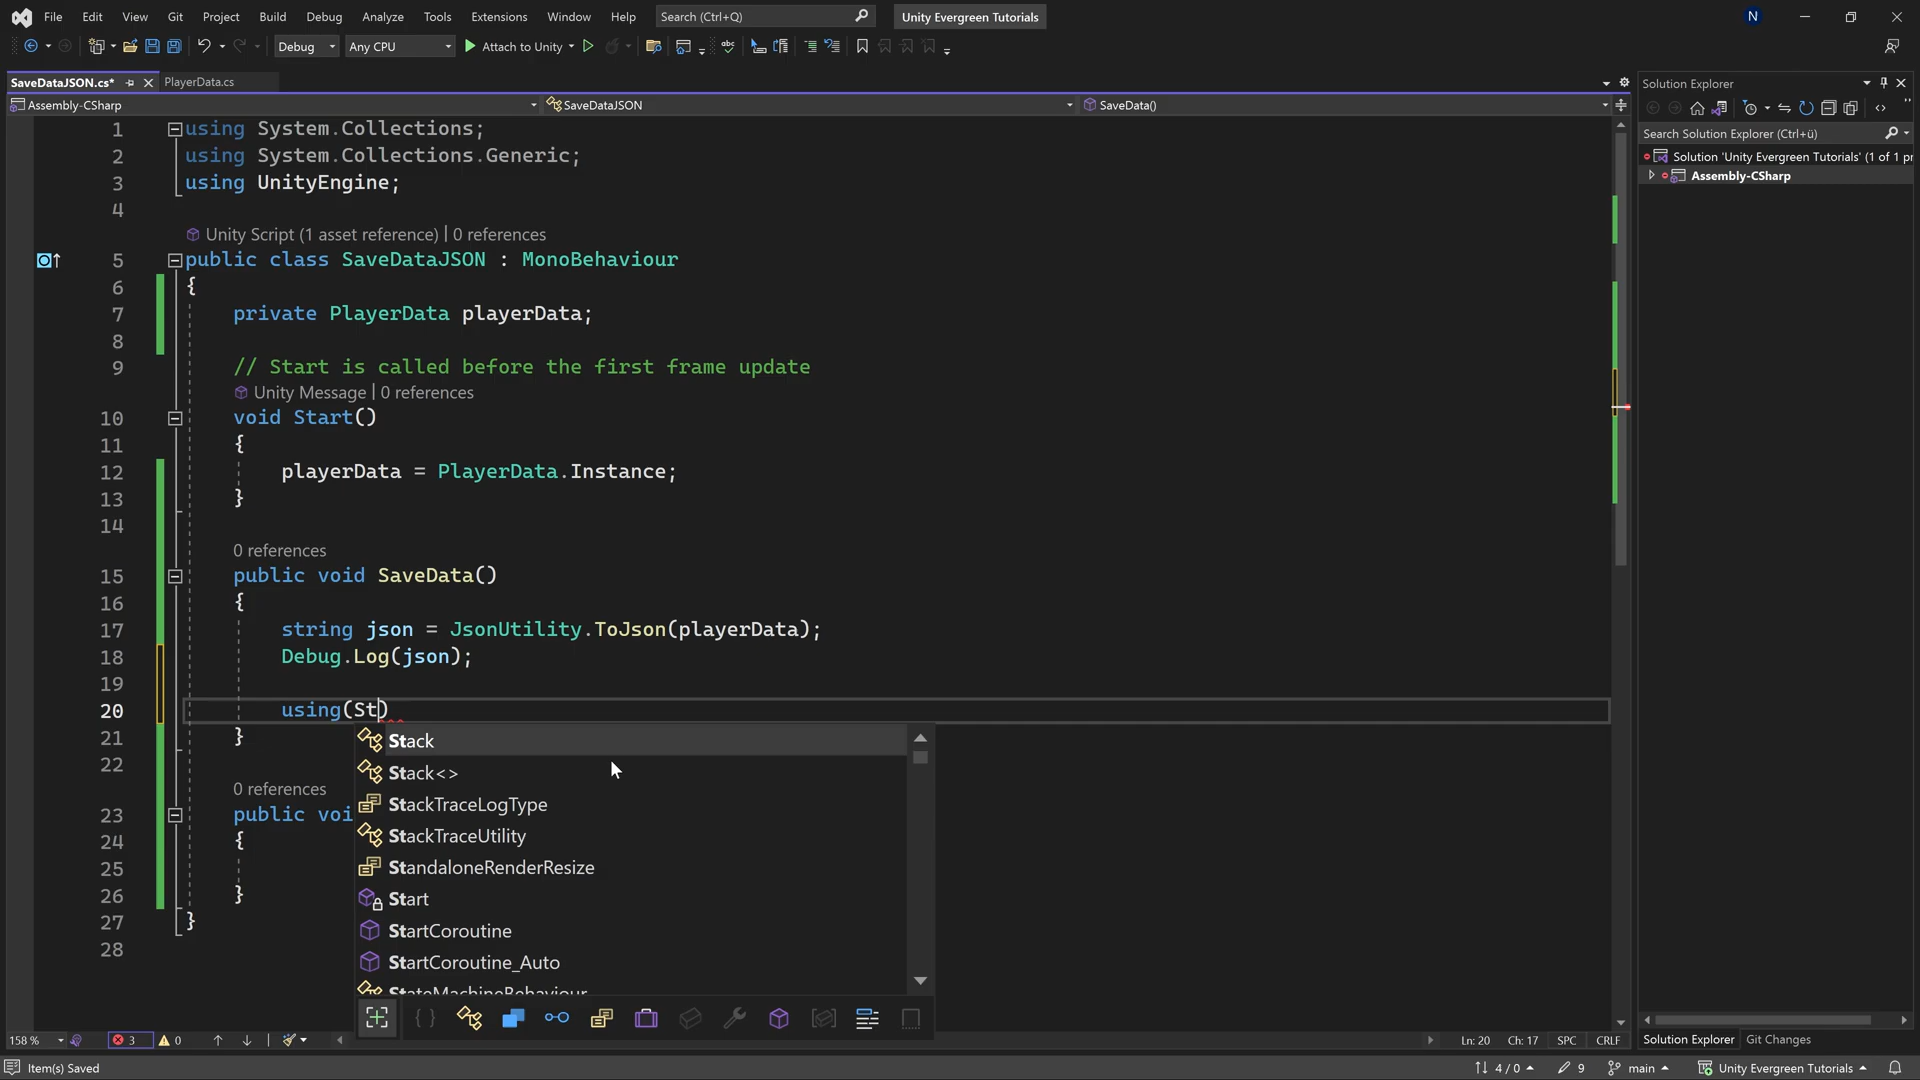 File Edit View Git Project Build Debug Analyze Tools Extensions Window Help Search (Ctrl+Q) Unity Evergreen Tutorials N
Debug Any CPU Attach to Unity
SaveDataJSON.cs* PlayerData.cs
Assembly-CSharp SaveDataJSON SaveData()
1 using System.Collections;
2 using System.Collections.Generic;
3 using UnityEngine;
4
Unity Script (1 asset reference) | 0 references
5 public class SaveDataJSON : MonoBehaviour
6 {
7 private PlayerData playerData;
8
9 // Start is called before the first frame update
Unity Message | 0 references
10 void Start()
11 {
12 playerData = PlayerData.Instance;
13 }
14
0 references
15 public void SaveData()
16 {
17 string json = JsonUtility.ToJson(playerData);
18 Debug.Log(json);
19
20 using(St)
21 }
22
0 references
23 public voi
24 {
25
26 }
27 }
28
Stack
Stack<>
StackTraceLogType
StackTraceUtility
StandaloneRenderResize
Start
StartCoroutine
StartCoroutine_Auto
StateMachineBehaviour
Solution Explorer
Search Solution Explorer (Ctrl+ü)
Solution 'Unity Evergreen Tutorials' (1 of 1 pr
Assembly-CSharp
Solution Explorer Git Changes
158 % 3 0 Ln: 20 Ch: 17 SPC CRLF
Item(s) Saved 4 / 0 9 main Unity Evergreen Tutorials